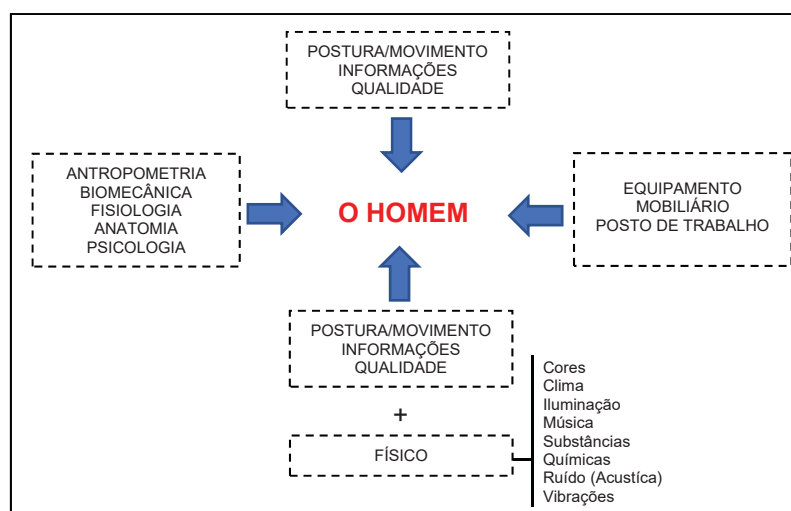 POSTURA/MOVIMENTO
INFORMAÇÕES
QUALIDADE
ANTROPOMETRIA
BIOMECÂNICA
FISIOLOGIA
ANATOMIA
PSICOLOGIA
O HOMEM
EQUIPAMENTO
MOBILIÁRIO
POSTO DE TRABALHO
POSTURA/MOVIMENTO
INFORMAÇÕES
QUALIDADE
+
FÍSICO
Cores
Clima
Iluminação
Música
Substâncias
Químicas
Ruído (Acustíca)
Vibrações